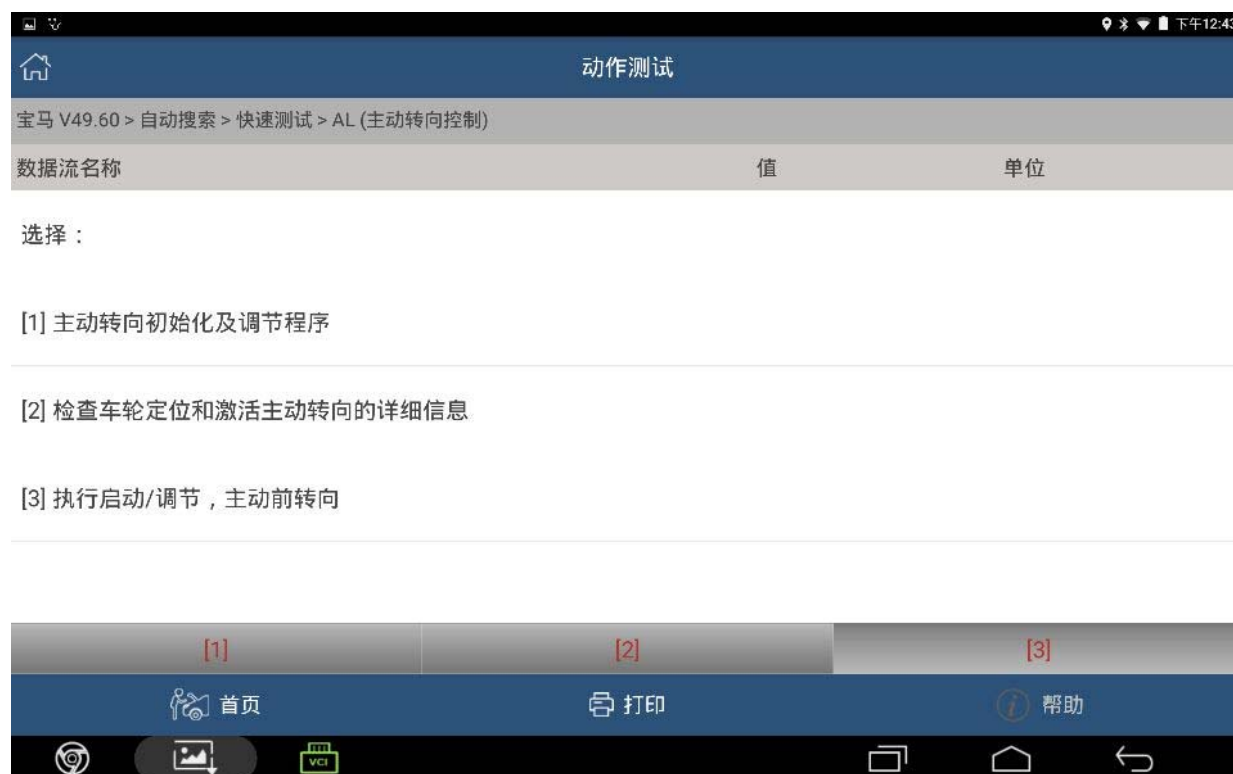 下午12:43
动作测试
宝马 V49.60 > 自动搜索 > 快速测试 > AL (主动转向控制)
数据流名称 值 单位
选择：
[1] 主动转向初始化及调节程序
[2] 检查车轮定位和激活主动转向的详细信息
[3] 执行启动/调节，主动前转向
[1] [2] [3]
首页 打印 帮助
VCI